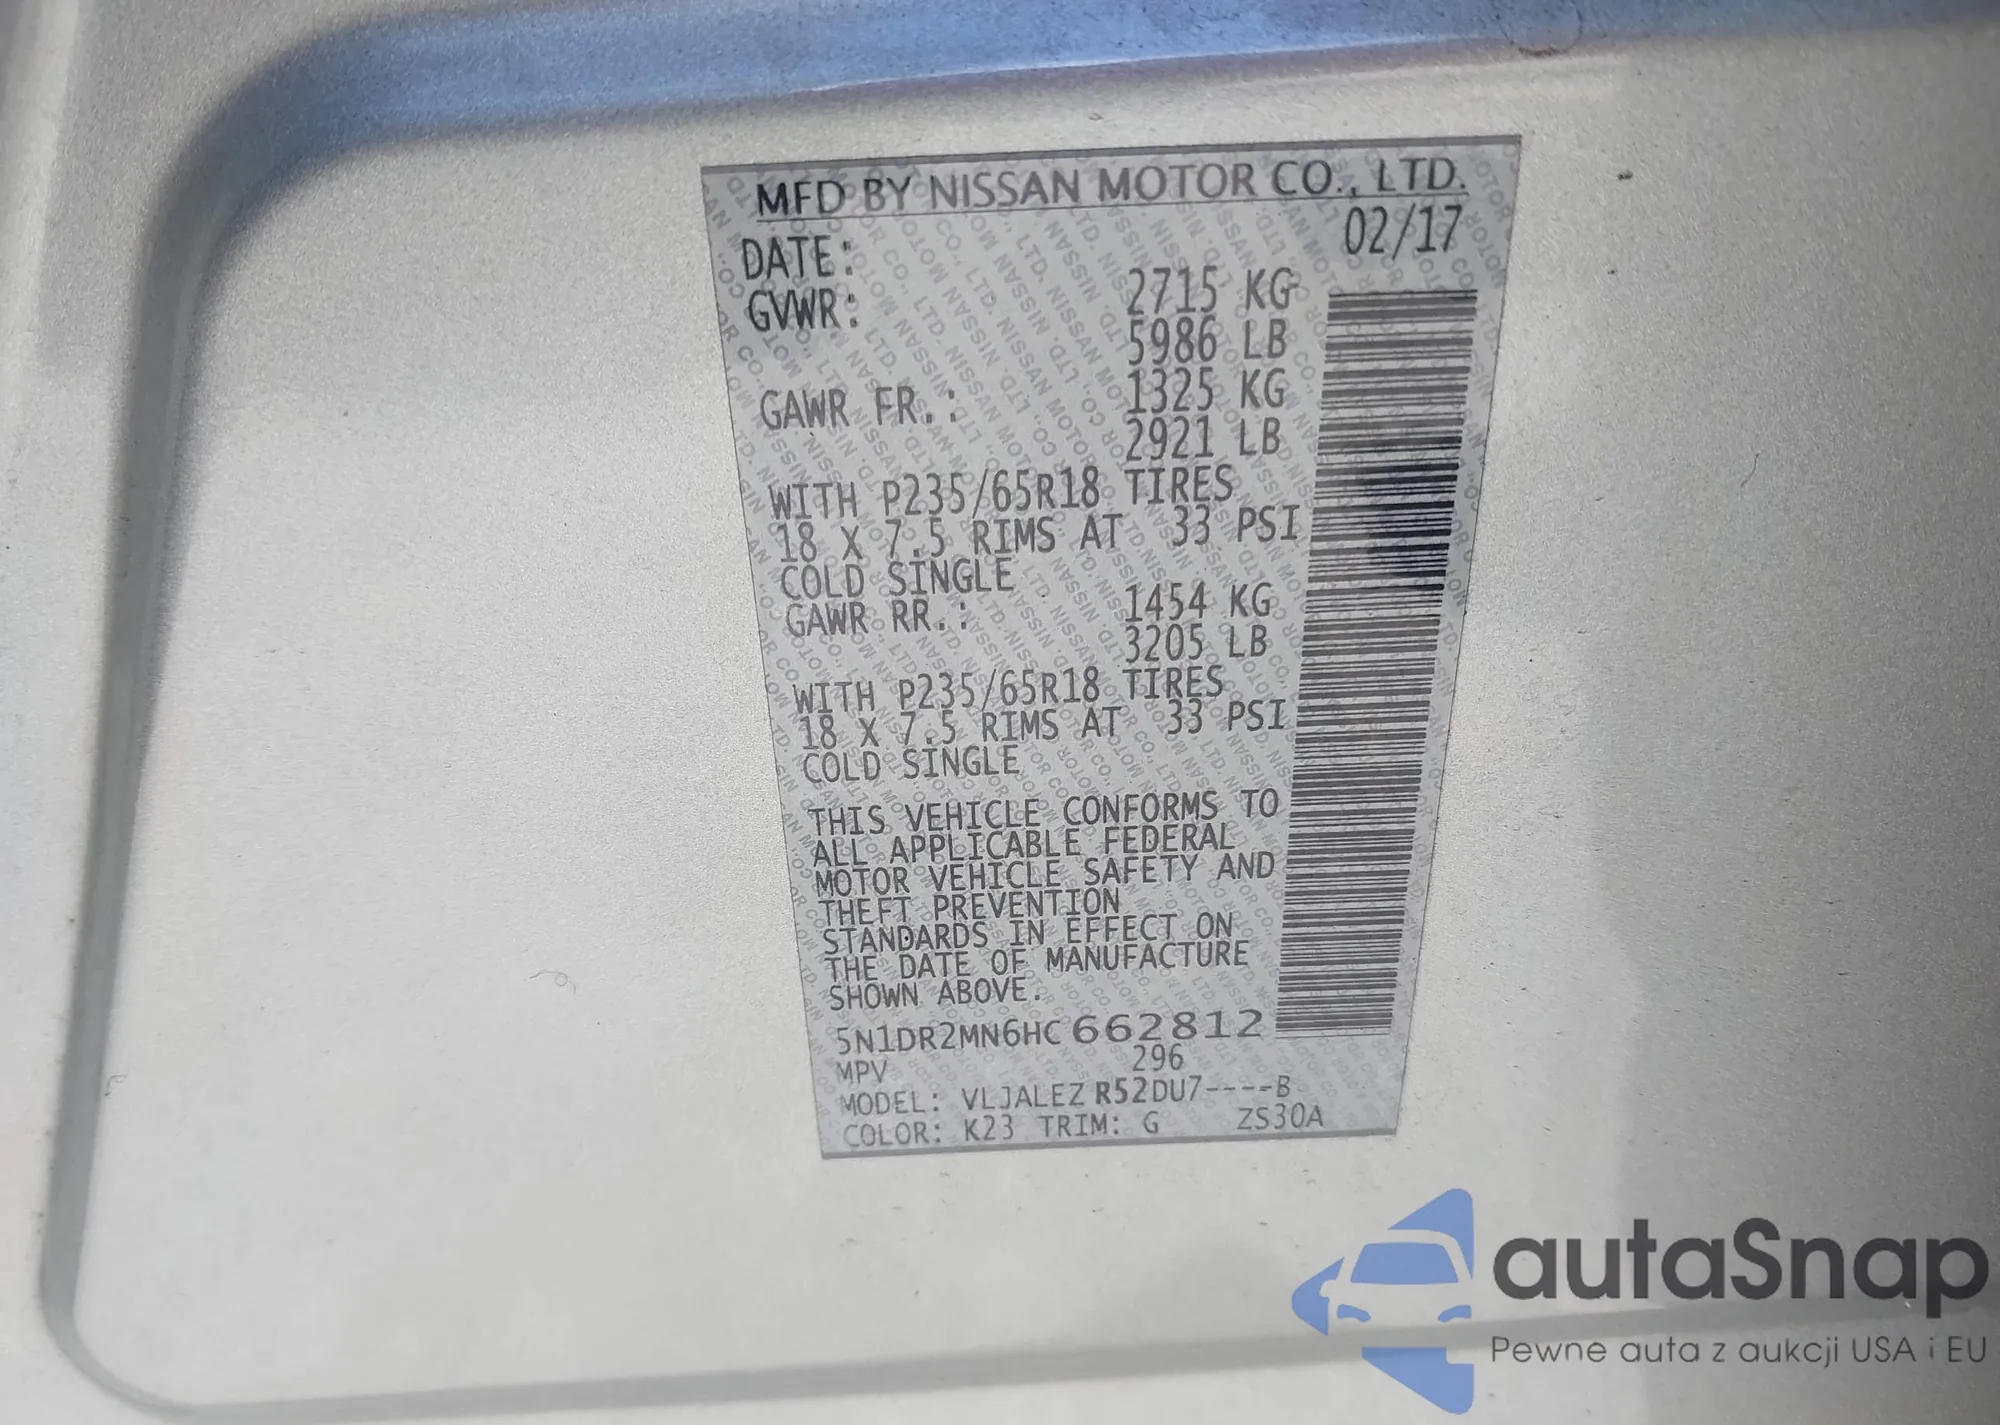 MFD BY NISSAN MOTOR CO., LTD.
DATE: 02/17
GVWR: 2715 KG
5986 LB
GAWR FR.: 1325 KG
2921 LB
WITH P235/65R18 TIRES
18 X 7.5 RIMS AT 33 PSI
COLD SINGLE
GAWR RR.: 1454 KG
3205 LB
WITH P235/65R18 TIRES
18 X 7.5 RIMS AT 33 PSI
COLD SINGLE
THIS VEHICLE CONFORMS TO
ALL APPLICABLE FEDERAL
MOTOR VEHICLE SAFETY AND
THEFT PREVENTION
STANDARDS IN EFFECT ON
THE DATE OF MANUFACTURE
SHOWN ABOVE.
5N1DR2MN6HC 662812
MPV 296
MODEL: VLJALEZ R52DU7----B
COLOR: K23 TRIM: G ZS30A
autaSnap
Pewne auta z aukcji USA i EU